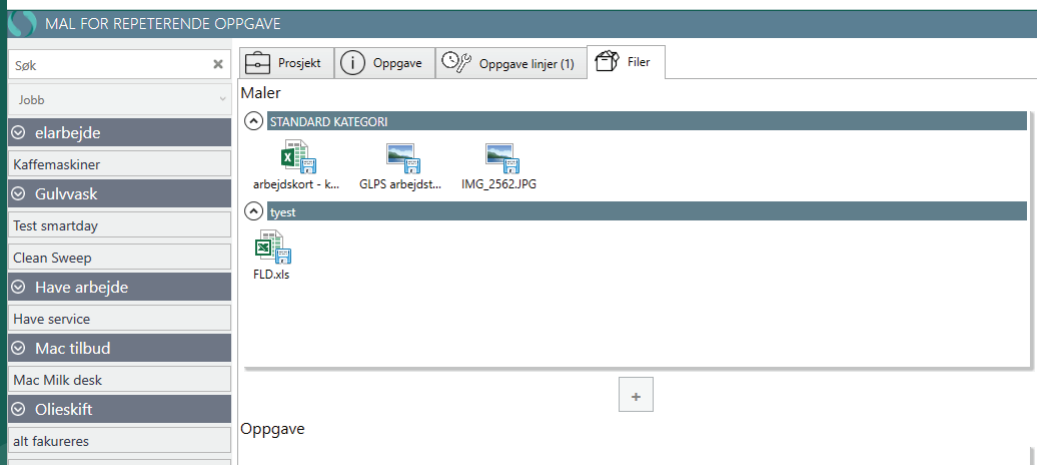 MAL FOR REPETERENDE OPPGAVE
Søk
Jobb
elarbejde
Kaffemaskiner
Gulvvask
Test smartday
Clean Sweep
Have arbejde
Have service
Mac tilbud
Mac Milk desk
Olieskift
alt fakureres
Prosjekt
Oppgave
Oppgave linjer (1)
Filer
Maler
STANDARD KATEGORI
arbejdskort - k...
GLPS arbejdst...
IMG_2562.JPG
tyest
FLD.xls
+
Oppgave